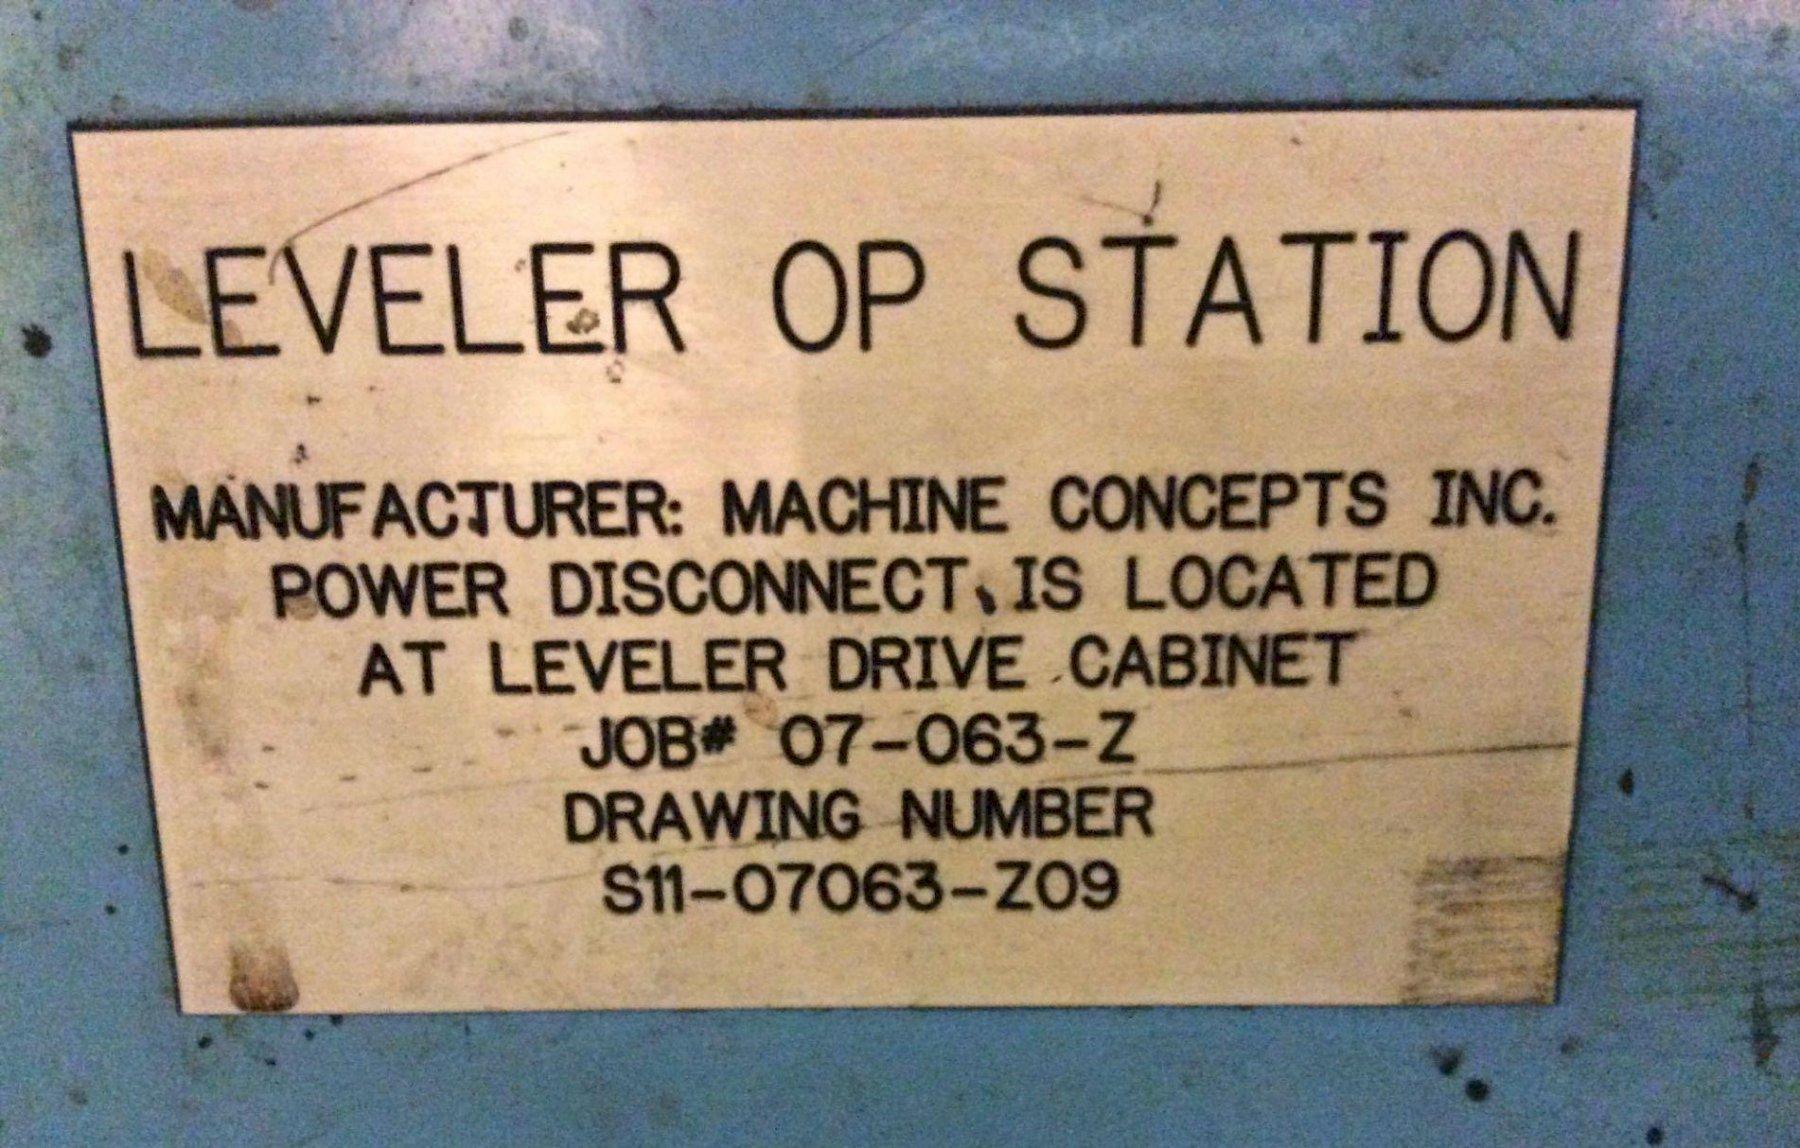 LEVELER OP STATION
MANUFACTURER: MACHINE CONCEPTS INC.
POWER DISCONNECT IS LOCATED
AT LEVELER DRIVE CABINET
JOB# 07-063-Z
DRAWING NUMBER
S11-07063-Z09